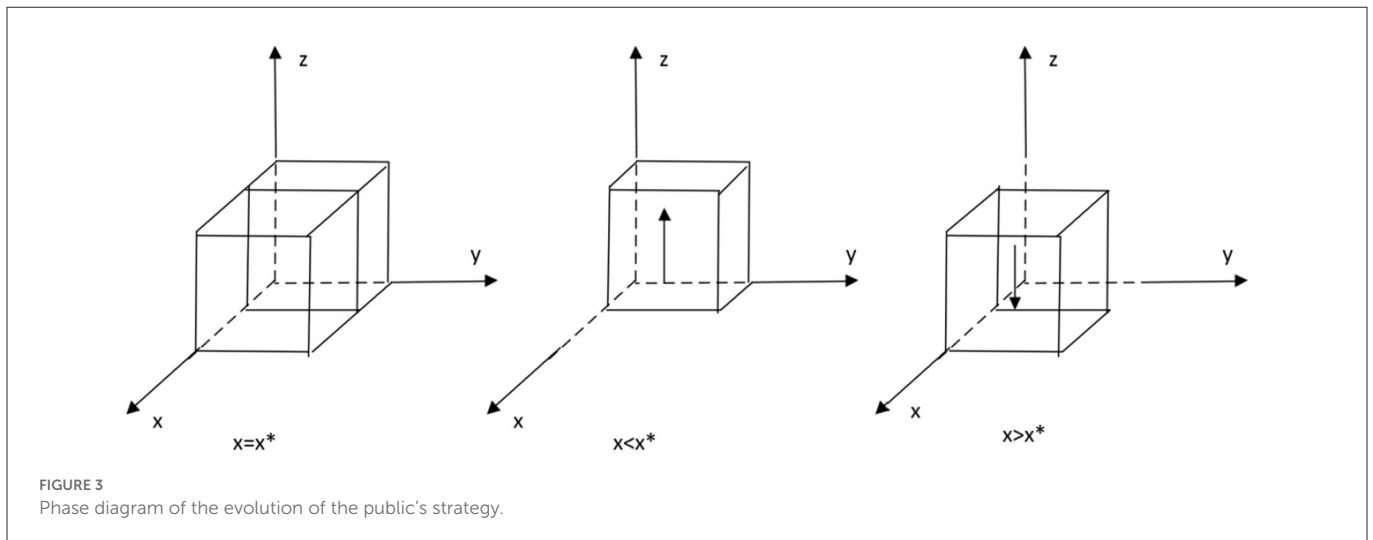 z
z
z
y
y
y
x
x
x
x=x*
x<x*
x>x*
FIGURE 3
Phase diagram of the evolution of the public's strategy.